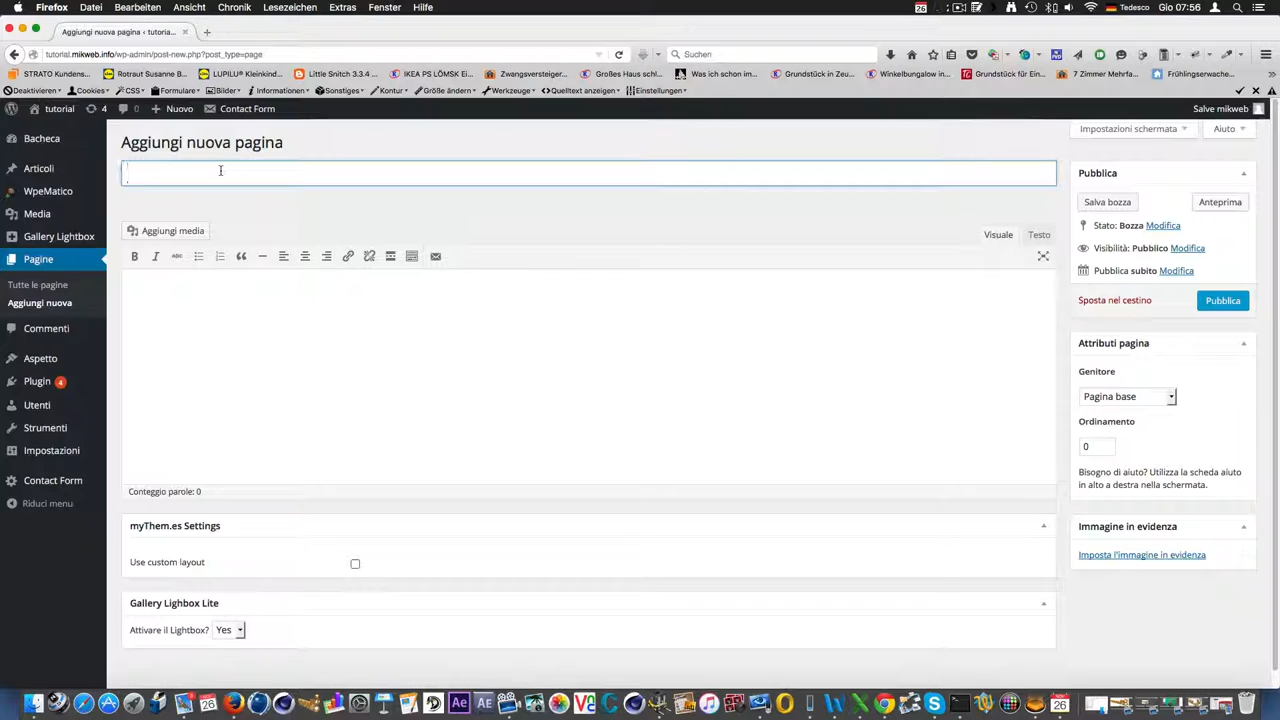 Firefox Datei Bearbeiten Ansicht Chronik Lesezeichen Extras Fenster Hilfe 26 Tedesco Gio 07:56
Aggiungi nuova pagina ‹ tutoria...
tutorial.mikweb.info/wp-admin/post-new.php?post_type=page Suchen
STRATO Kundens... Rotraut Susanne B... LUPILU® Kleinkind... Little Snitch 3.3.4 IKEA PS LÖMSK Ei... Zwangsversteiger... Großes Haus schl... Was ich schon im... Grundstück in Zeu... Winkelbungalow in... Grundstück für Ein... 7 Zimmer Mehrfa... Frühlingserwache...
Deaktivieren Cookies CSS Formulare Bilder Informationen Sonstiges Kontur Größe ändern Werkzeuge Quelltext anzeigen Einstellungen
tutorial 4 0 Nuovo Contact Form Salve mikweb
Bacheca
Articoli
WpeMatico
Media
Gallery Lightbox
Pagine
Tutte le pagine
Aggiungi nuova
Commenti
Aspetto
Plugin 4
Utenti
Strumenti
Impostazioni
Contact Form
Riduci menu
Impostazioni schermata Aiuto
Aggiungi nuova pagina
Aggiungi media
Visuale Testo
B I ABC
Conteggio parole: 0
myThem.es Settings
Use custom layout
Gallery Lighbox Lite
Attivare il Lightbox? Yes
Pubblica
Salva bozza Anteprima
Stato: Bozza Modifica
Visibilità: Pubblico Modifica
Pubblica subito Modifica
Sposta nel cestino Pubblica
Attributi pagina
Genitore
Pagina base
Ordinamento
0
Bisogno di aiuto? Utilizza la scheda aiuto
in alto a destra nella schermata.
Immagine in evidenza
Imposta l'immagine in evidenza
26 Ae Ae 26